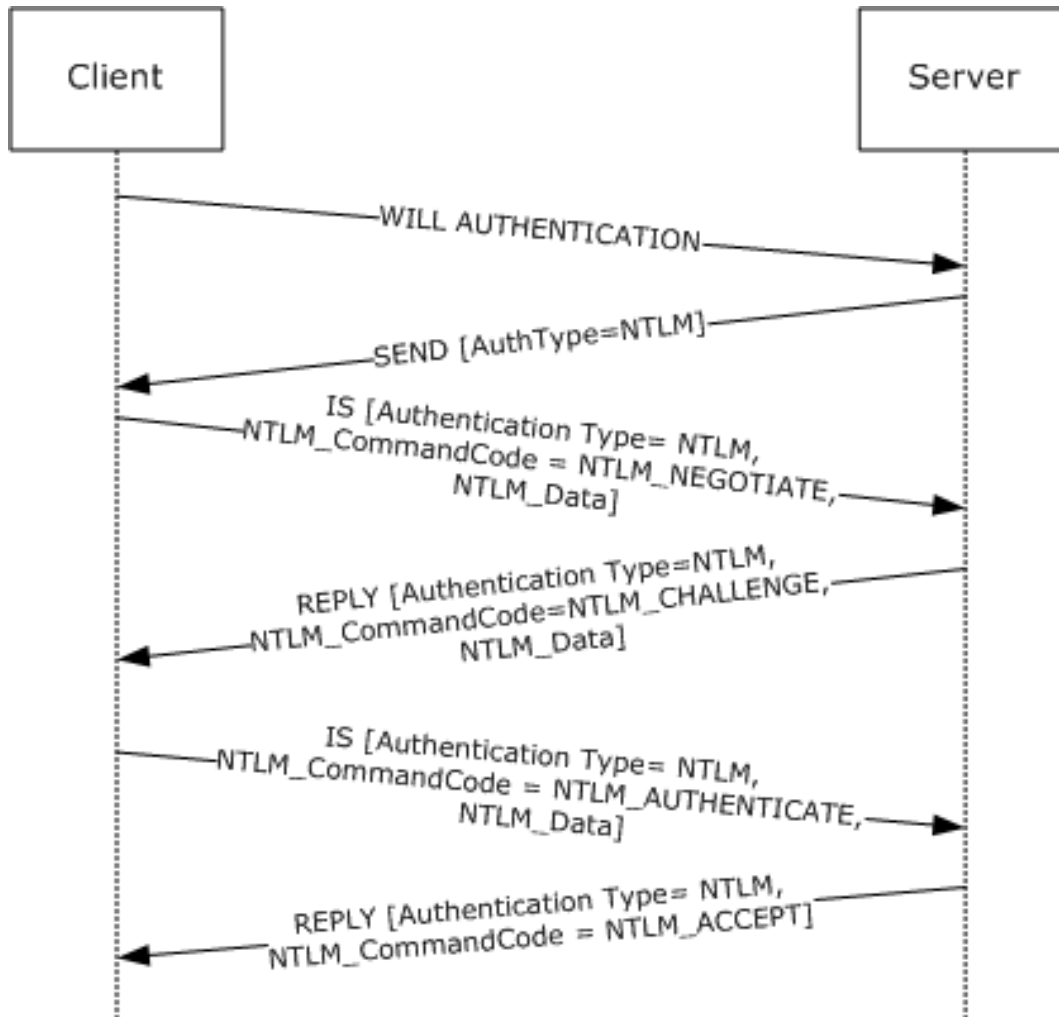 Client
Server
WILL AUTHENTICATION
SEND [AuthType=NTLM]
IS [Authentication Type= NTLM,
NTLM_CommandCode = NTLM_NEGOTIATE,
NTLM_Data]
REPLY [Authentication Type=NTLM,
NTLM_CommandCode=NTLM_CHALLENGE,
NTLM_Data]
IS [Authentication Type= NTLM,
NTLM_CommandCode = NTLM_AUTHENTICATE,
NTLM_Data]
REPLY [Authentication Type= NTLM,
NTLM_CommandCode = NTLM_ACCEPT]